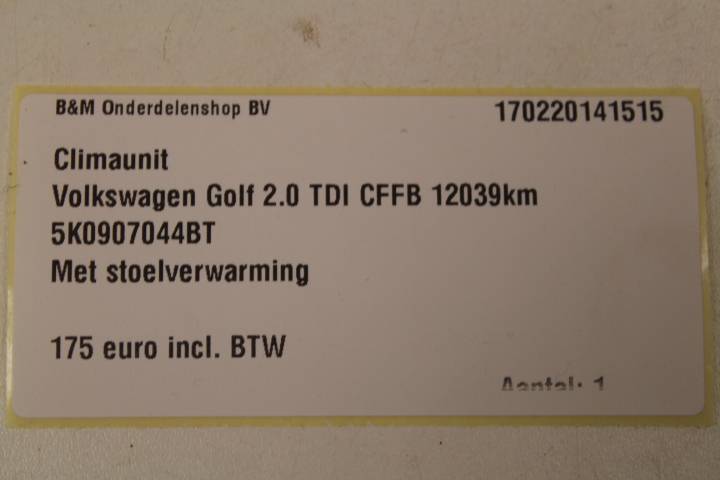 B&M Onderdelenshop BV 170220141515
Climaunit
Volkswagen Golf 2.0 TDI CFFB 12039km
5K0907044BT
Met stoelverwarming
175 euro incl. BTW
Aantal: 1